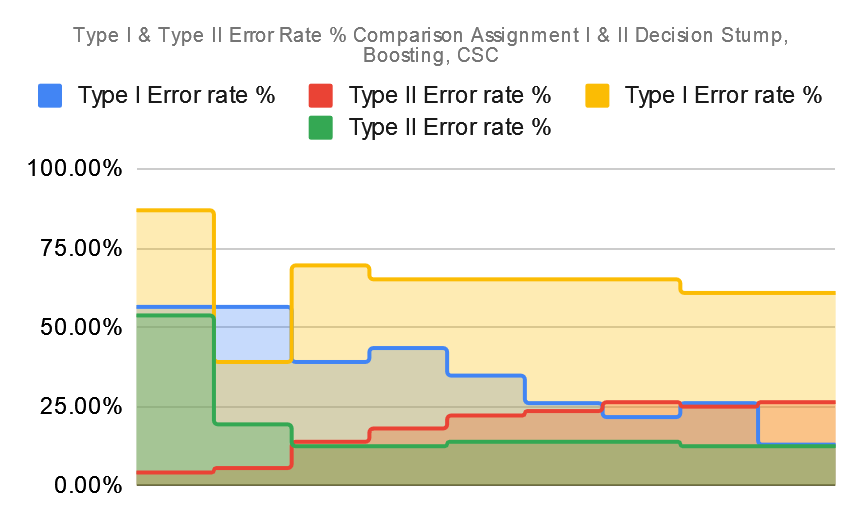 Type I & Type II Error Rate % Comparison Assignment I & II Decision Stump,
Boosting, CSC
Type I Error rate % Type II Error rate % Type I Error rate %
Type II Error rate %
100.00%
75.00%
50.00%
25.00%
0.00%